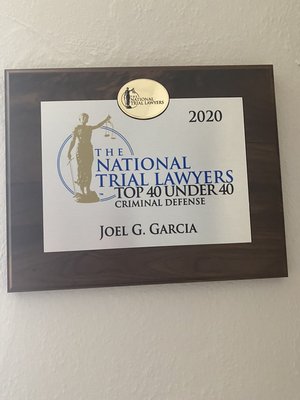 THE
NATIONAL
TRIAL LAWYERS
2020
THE
NATIONAL
TRIAL LAWYERS
TOP 40 UNDER 40
CRIMINAL DEFENSE
JOEL G. GARCIA